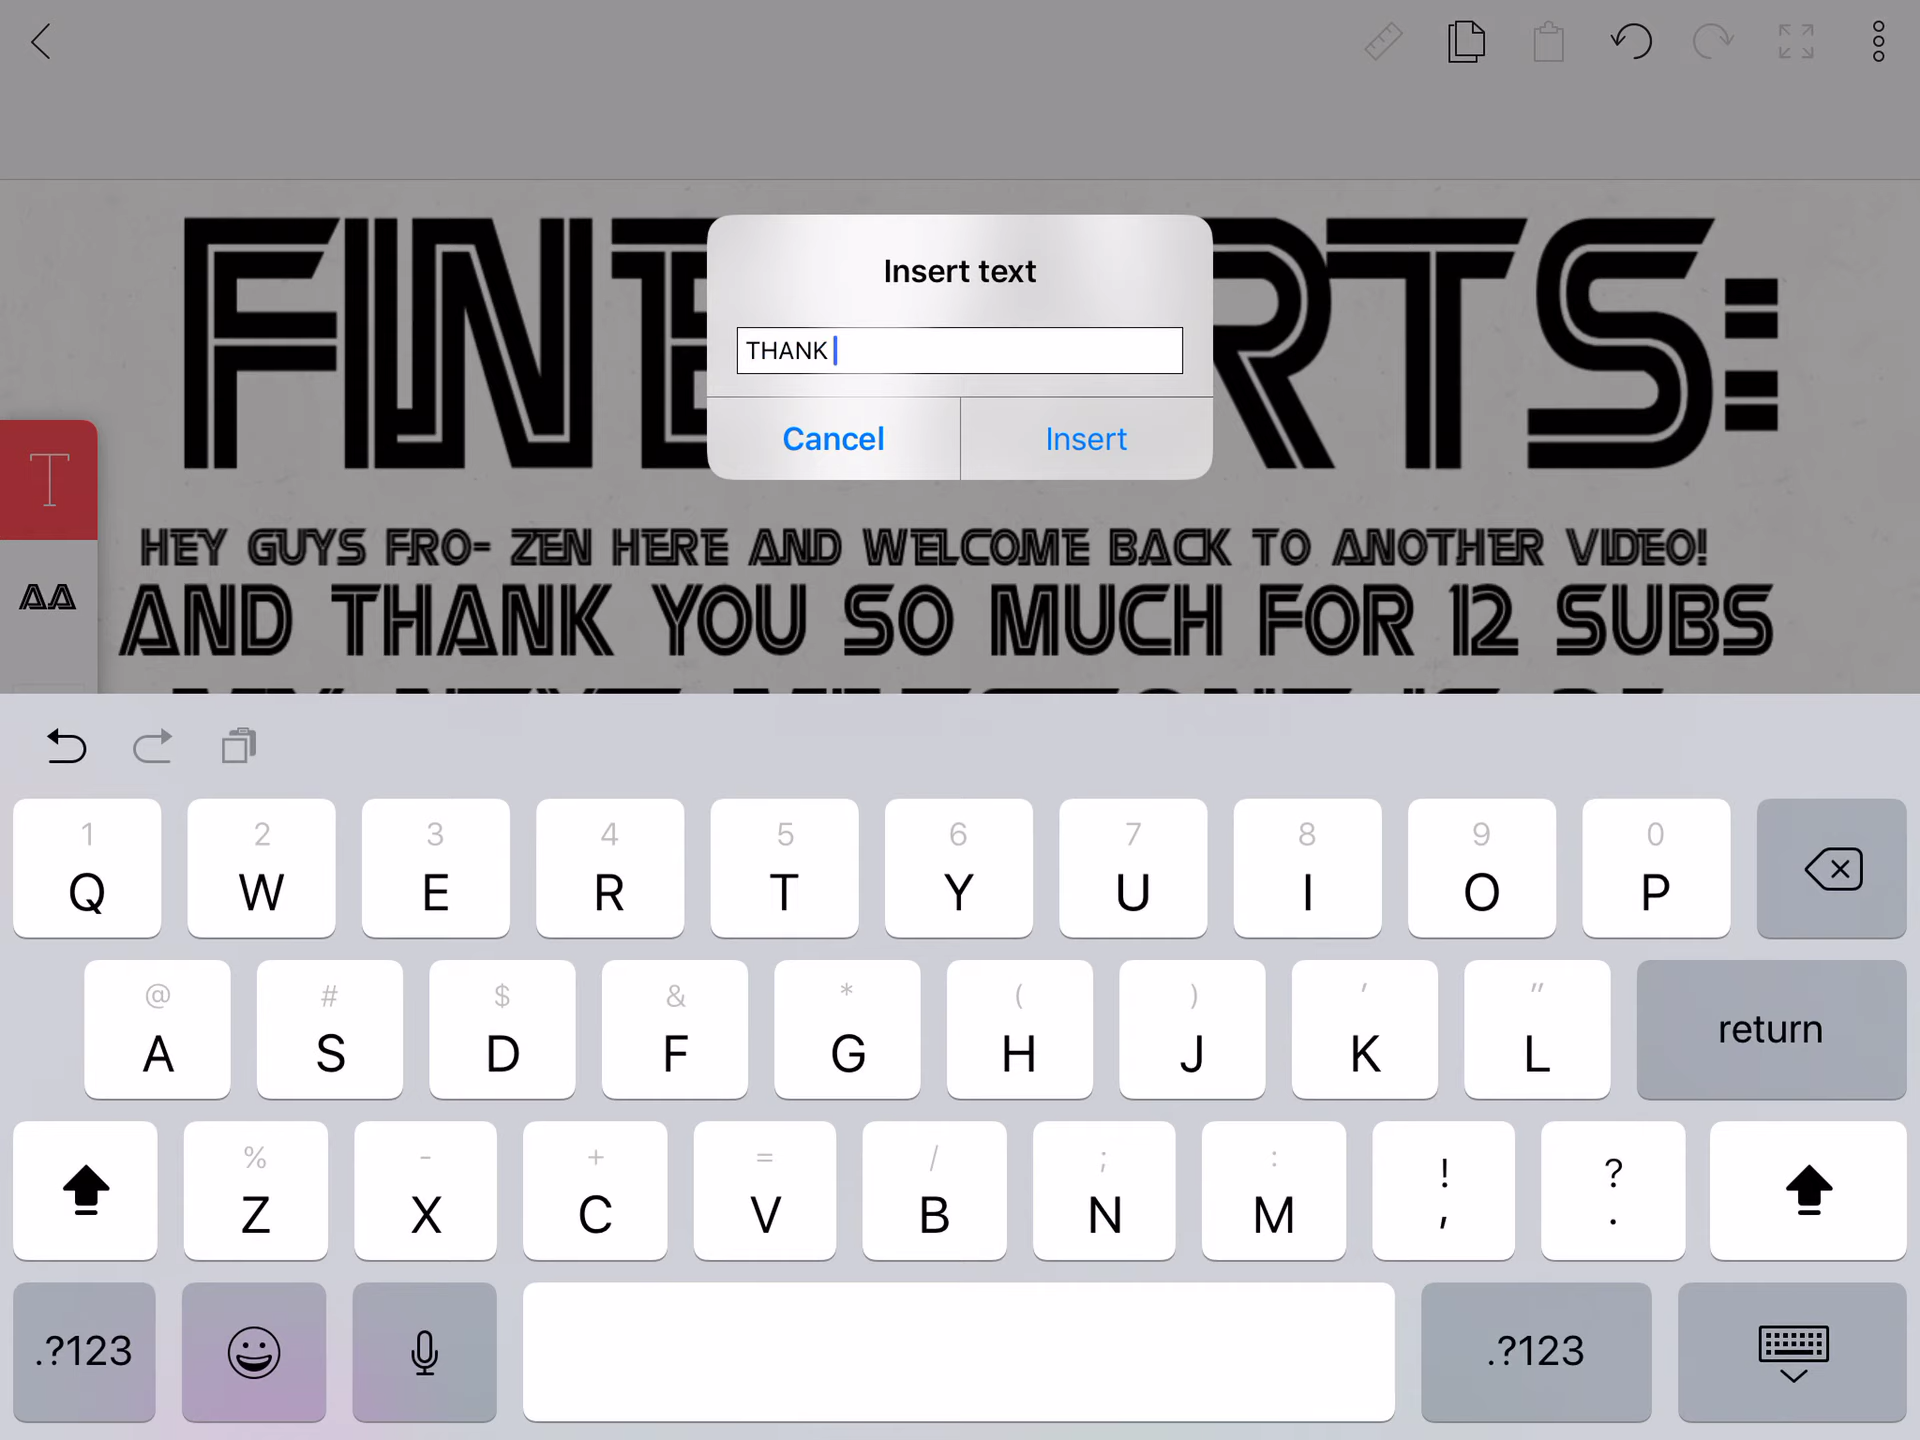 FINE RTS:
Insert text
THANK
Cancel Insert
T
AA
HEY GUYS FRO- ZEN HERE AND WELCOME BACK TO ANOTHER VIDEO!
AND THANK YOU SO MUCH FOR 12 SUBS
1 2 3 4 5 6 7 8 9 0
Q W E R T Y U I O P
@ # $ & * ( ) ' "
A S D F G H J K L return
% - + = / ; : ! ?
Z X C V B N M , .
.?123 .?123